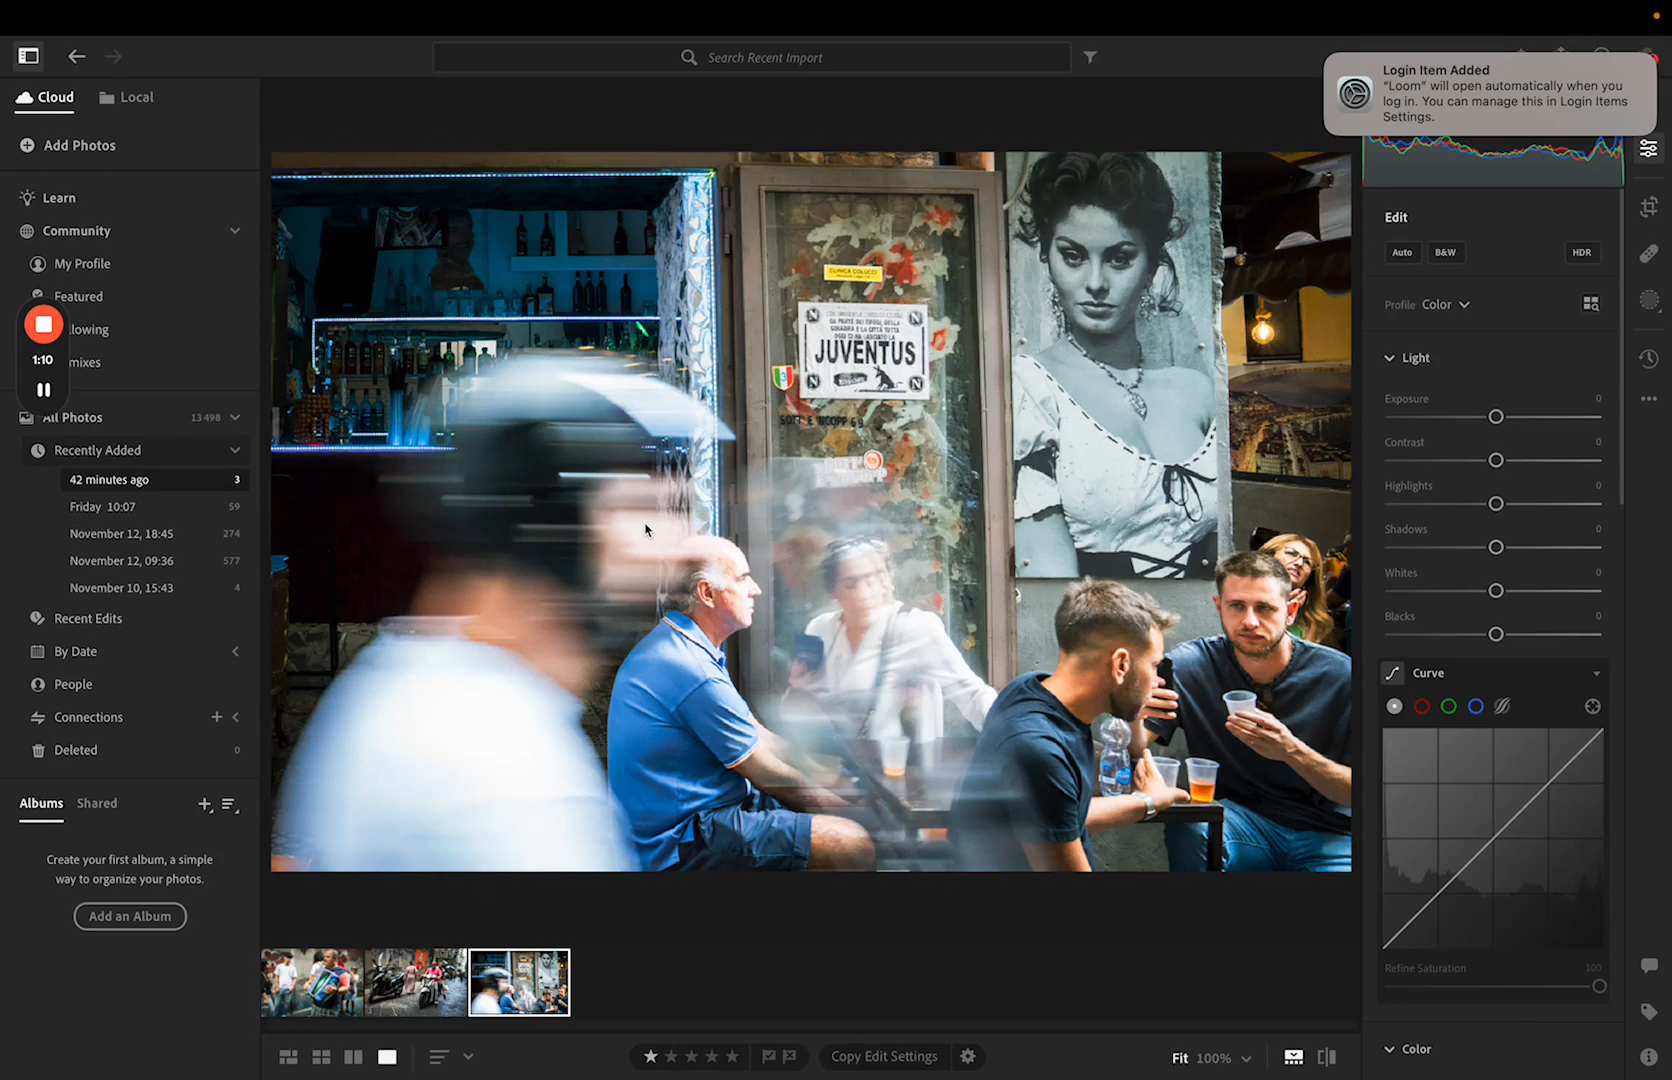 Search Recent Import
Login Item Added
"Loom" will open automatically when you
log in. You can manage this in Login Items
Settings.
Cloud
Local
Add Photos
Learn
Community
My Profile
Featured
llowing
mixes
1:10
All Photos
13 498
Recently Added
42 minutes ago
3
Friday 10:07
59
November 12, 18:45
274
November 12, 09:36
577
November 10, 15:43
4
Recent Edits
By Date
People
Connections
Deleted
0
Albums
Shared
Create your first album, a simple
way to organize your photos.
Add an Album
CLINICA COLUCCI
JUVENTUS
N
N
N
N
Edit
Auto
B&W
HDR
Profile
Color
Light
Exposure
0
Contrast
0
Highlights
0
Shadows
0
Whites
0
Blacks
0
Curve
Refine Saturation
100
Color
Copy Edit Settings
Fit
100%